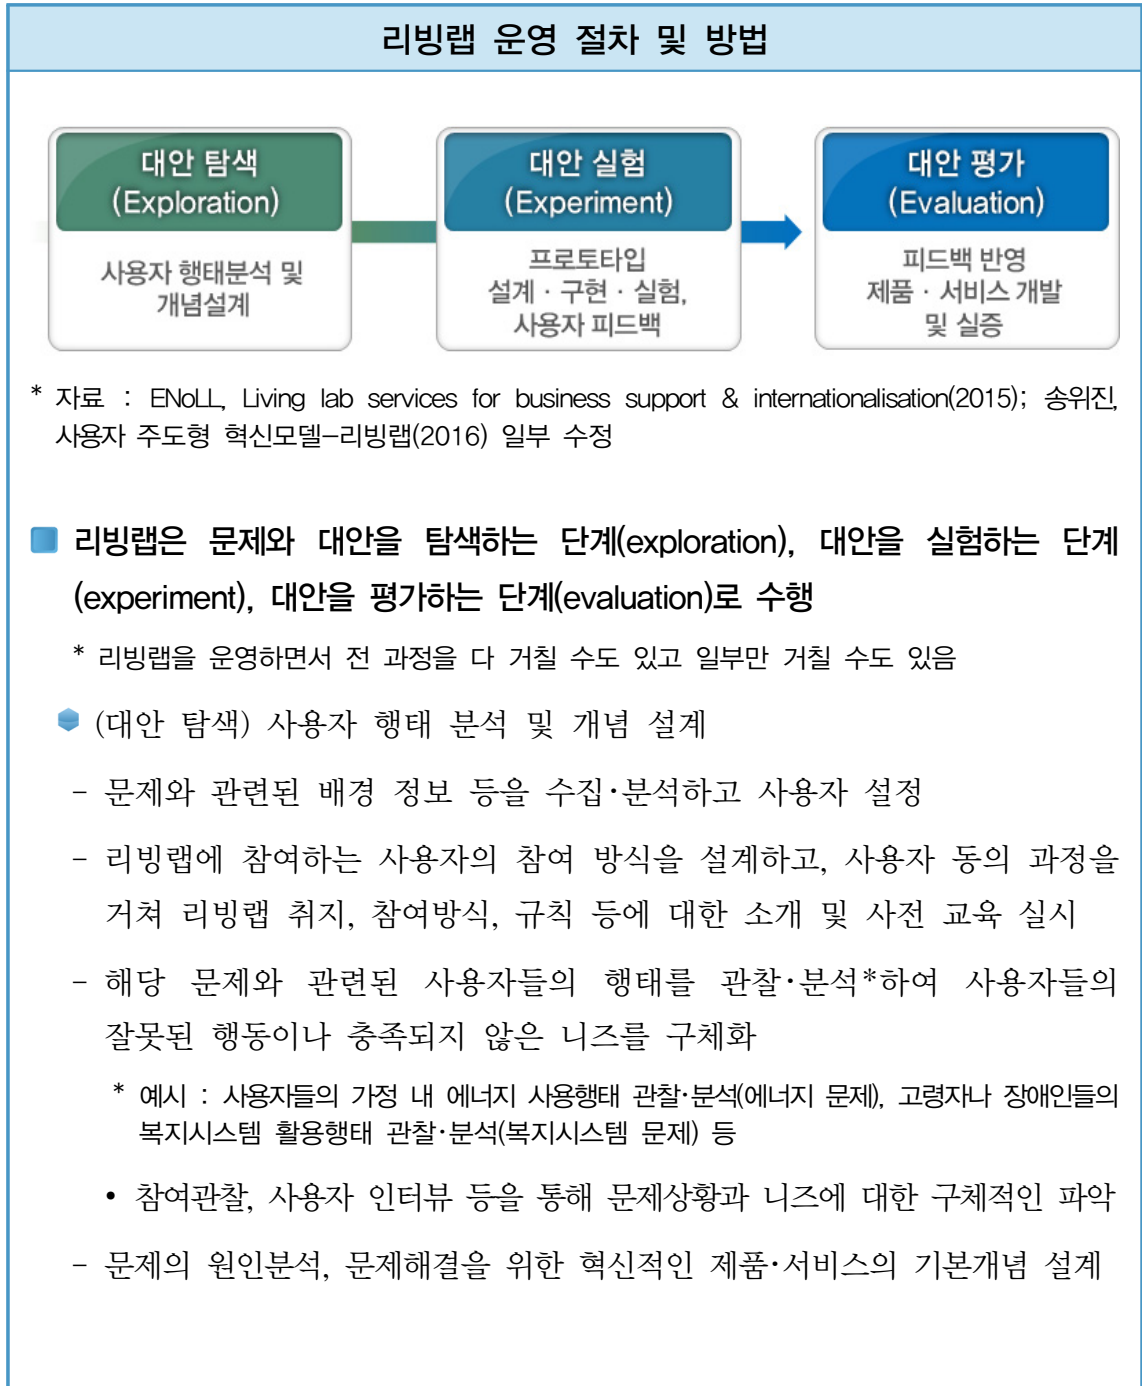 리빙랩 운영 절차 및 방법
대안 탐색
(Exploration)
사용자 행태분석 및
개념설계
대안 실험
(Experiment)
프로토타입
설계 · 구현 · 실험,
사용자 피드백
대안 평가
(Evaluation)
피드백 반영
제품 · 서비스 개발
및 실증
* 자료 : ENoLL, Living lab services for business support & internationalisation(2015); 송위진,
사용자 주도형 혁신모델-리빙랩(2016) 일부 수정
리빙랩은 문제와 대안을 탐색하는 단계(exploration), 대안을 실험하는 단계
(experiment), 대안을 평가하는 단계(evaluation)로 수행
* 리빙랩을 운영하면서 전 과정을 다 거칠 수도 있고 일부만 거칠 수도 있음
(대안 탐색) 사용자 행태 분석 및 개념 설계
- 문제와 관련된 배경 정보 등을 수집·분석하고 사용자 설정
- 리빙랩에 참여하는 사용자의 참여 방식을 설계하고, 사용자 동의 과정을
거쳐 리빙랩 취지, 참여방식, 규칙 등에 대한 소개 및 사전 교육 실시
- 해당 문제와 관련된 사용자들의 행태를 관찰·분석*하여 사용자들의
잘못된 행동이나 충족되지 않은 니즈를 구체화
* 예시 : 사용자들의 가정 내 에너지 사용행태 관찰·분석(에너지 문제), 고령자나 장애인들의
복지시스템 활용행태 관찰·분석(복지시스템 문제) 등
• 참여관찰, 사용자 인터뷰 등을 통해 문제상황과 니즈에 대한 구체적인 파악
- 문제의 원인분석, 문제해결을 위한 혁신적인 제품·서비스의 기본개념 설계